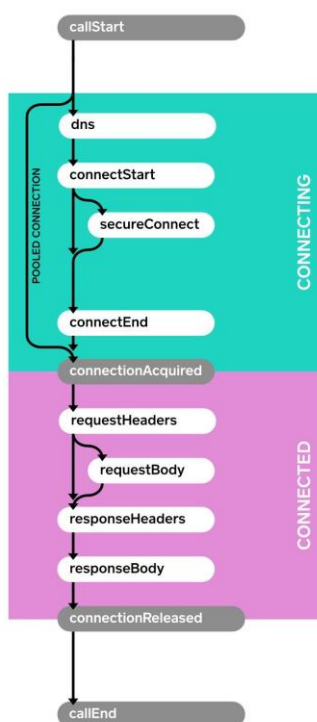 callStart
dns
connectStart
secureConnect
POOLED CONNECTION
CONNECTING
connectEnd
connectionAcquired
requestHeaders
requestBody
CONNECTED
responseHeaders
responseBody
connectionReleased
callEnd